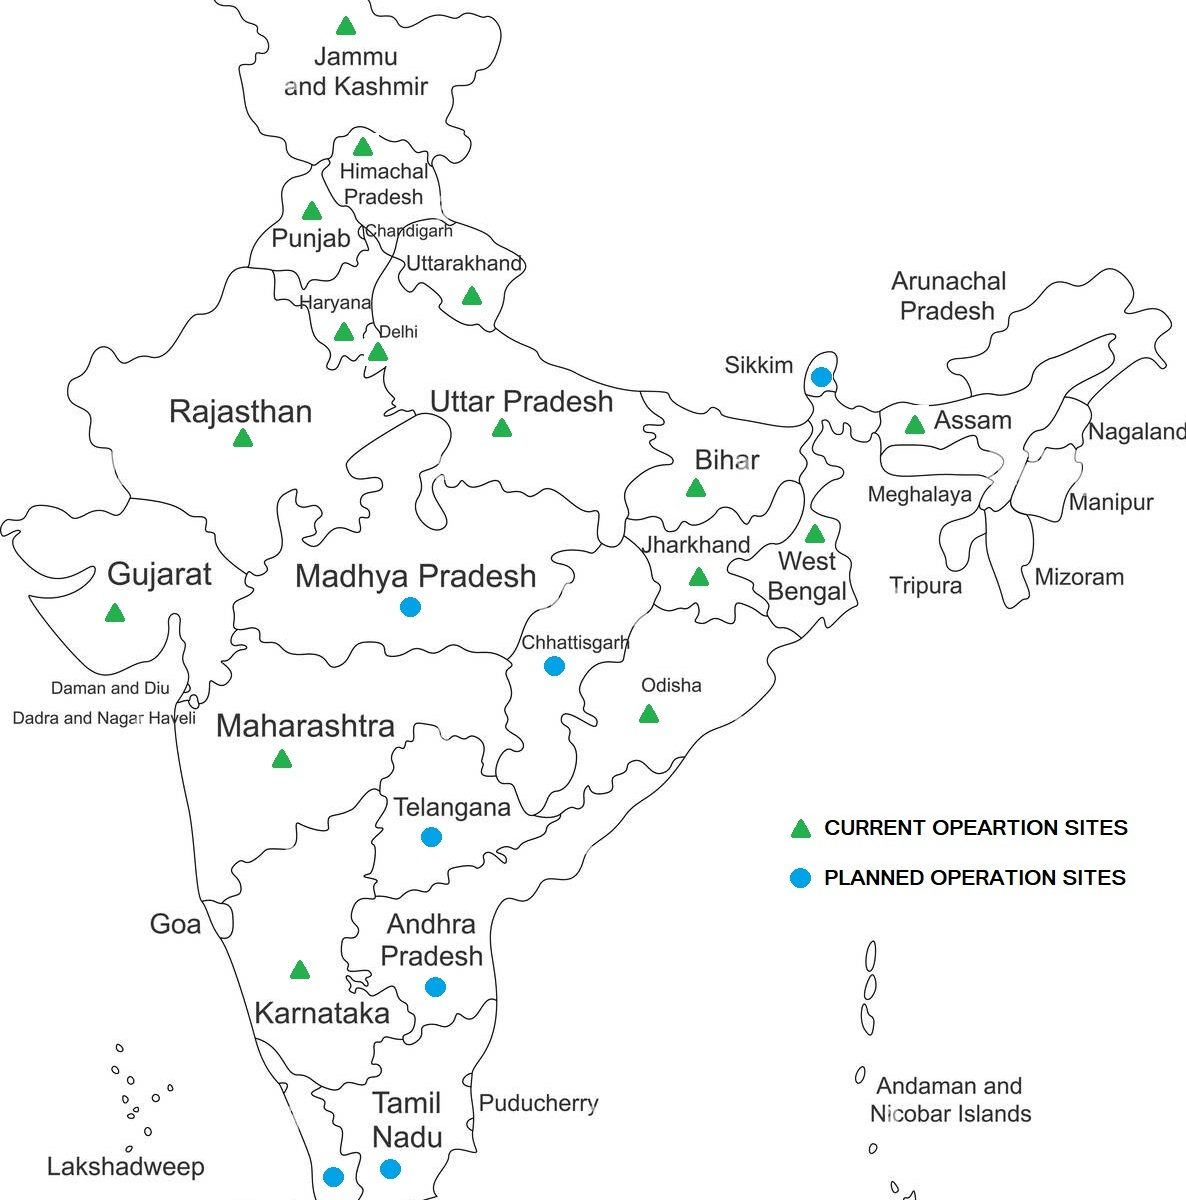 Jammu
and Kashmir
Himachal
Pradesh
Punjab
Chandigarh
Uttarakhand
Haryana
Delhi
Arunachal
Pradesh
Sikkim
Rajasthan
Uttar Pradesh
Assam
Nagaland
Bihar
Meghalaya
Manipur
Jharkhand
West
Bengal
Gujarat
Madhya Pradesh
Tripura
Mizoram
Chhattisgarh
Daman and Diu
Odisha
Dadra and Nagar Haveli
Maharashtra
Telangana
CURRENT OPEARTION SITES
PLANNED OPERATION SITES
Goa
Andhra
Pradesh
Karnataka
Andaman and
Nicobar Islands
Tamil
Nadu
Puducherry
Lakshadweep